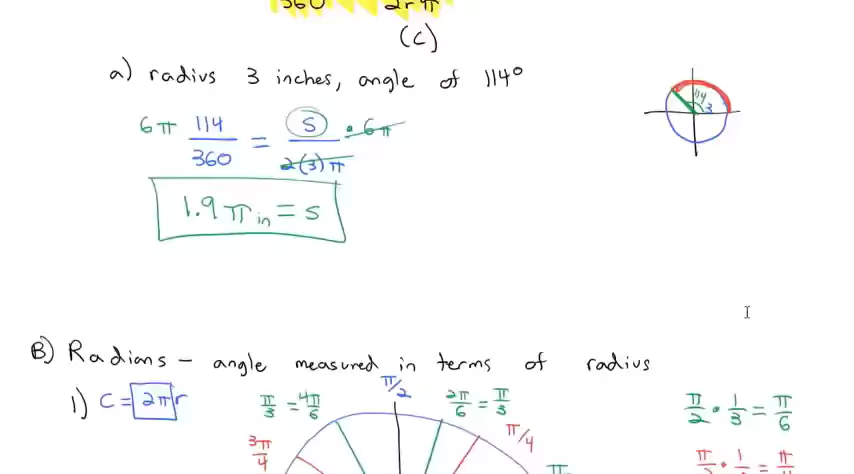 360 2rπ
(C)
a) radius 3 inches, angle of 114°
114
3
6π 114/360 = S/2(3)π • 6π
1.9π in = S
B) Radians – angle measured in terms of radius
1) C = 2πr
π/3 = 4π/6
π/2
2π/6 = π/3
π/2 • 1/3 = π/6
3π/4
π/4